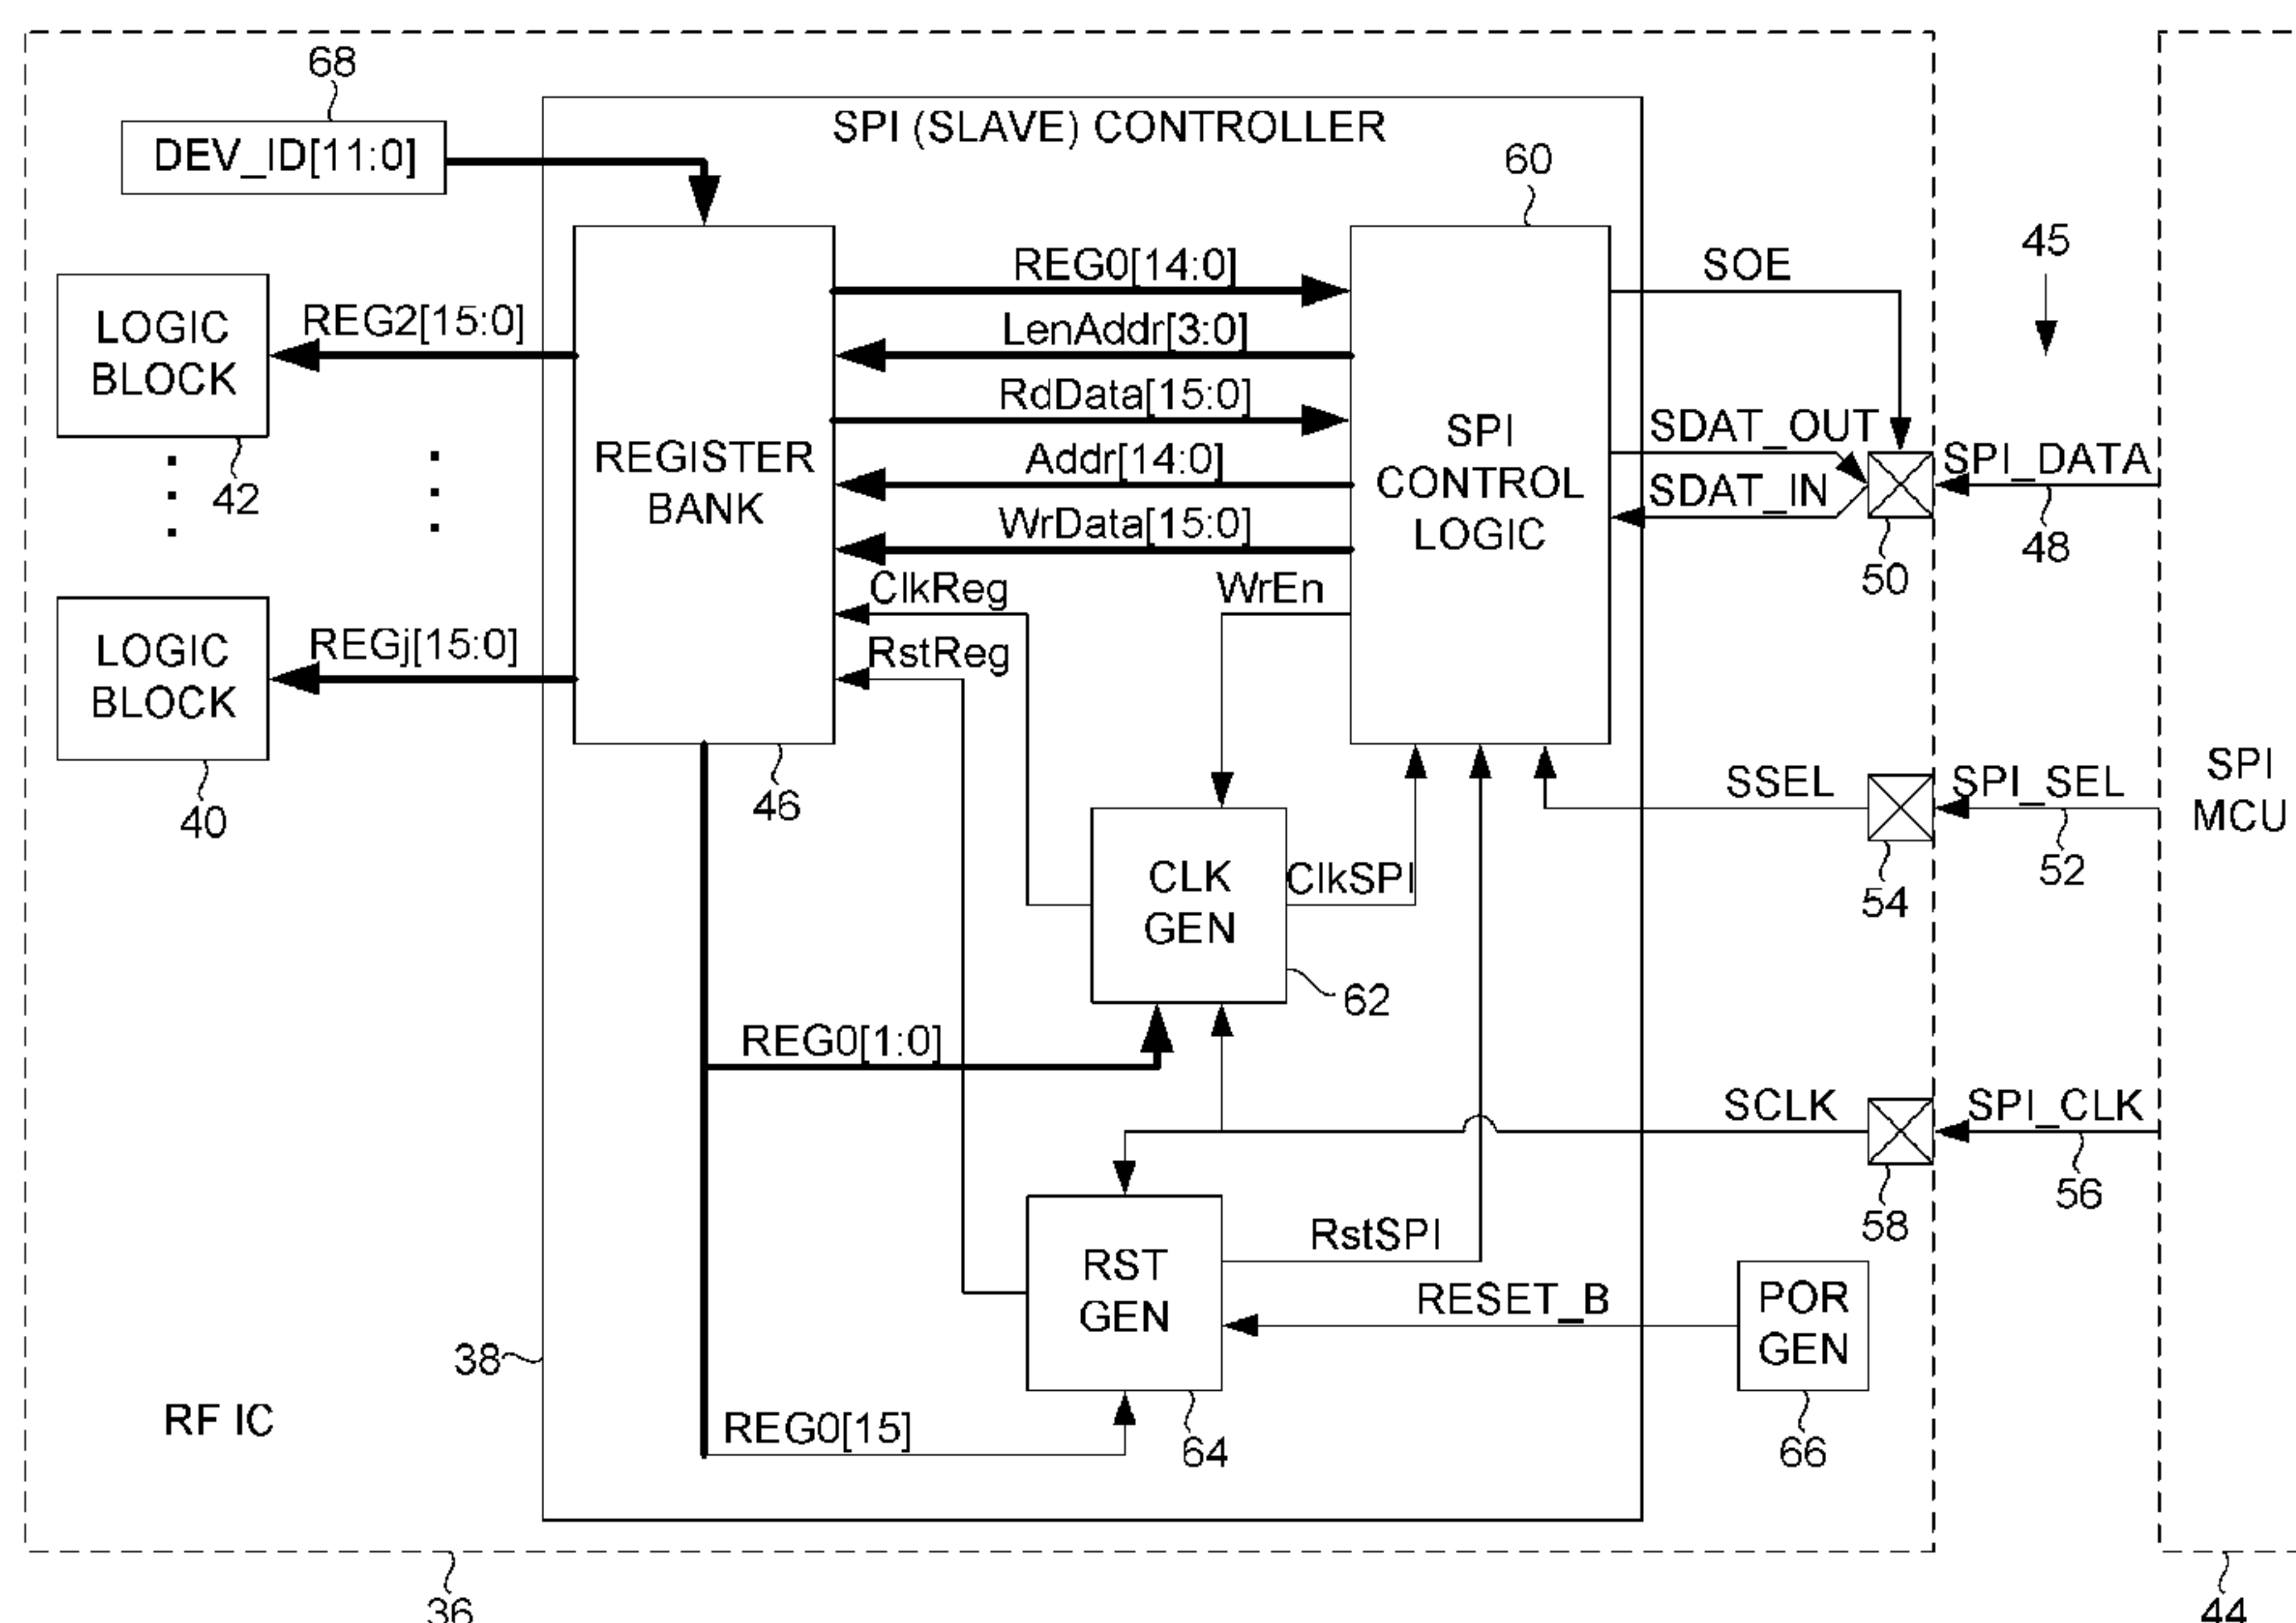 68
DEV_ID[11:0]
SPI (SLAVE) CONTROLLER
60
REG0[14:0]
SOE
45
LOGIC
BLOCK
REG2[15:0]
LenAddr[3:0]
RdData[15:0]
SDAT_OUT
SPI_DATA
REGISTER
BANK
Addr[14:0]
SPI
CONTROL
LOGIC
SDAT_IN
42
WrData[15:0]
48
50
ClkReg
WrEn
LOGIC
BLOCK
REGj[15:0]
RstReg
40
46
SSEL
SPI_SEL
SPI
MCU
CLK
GEN
ClkSPI
54
52
62
REG0[1:0]
SCLK
SPI_CLK
58
56
RST
GEN
RstSPI
RESET_B
POR
GEN
38
RF IC
REG0[15]
64
66
36
44